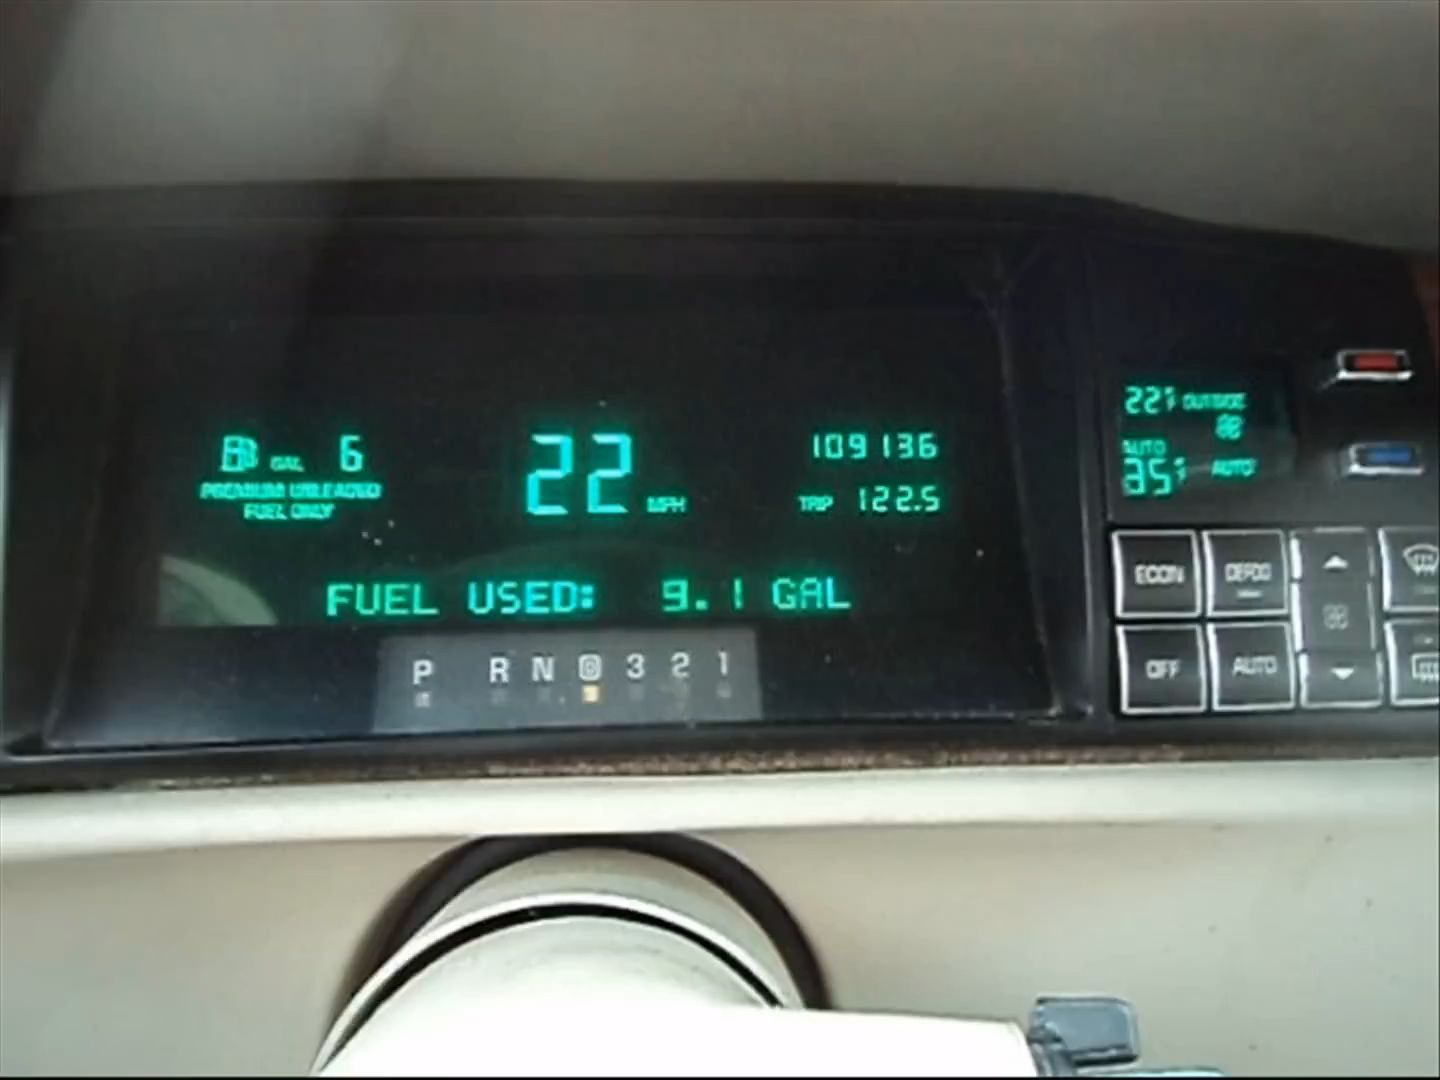 GAL 6
PREMIUM UNLEADED
FUEL ONLY
22 MPH
109136
TRIP 122.5
FUEL USED: 9.1 GAL
P R N D 3 2 1
22° OUTSIDE
AUTO
85° AUTO
ECON
DEFOG
OFF
AUTO